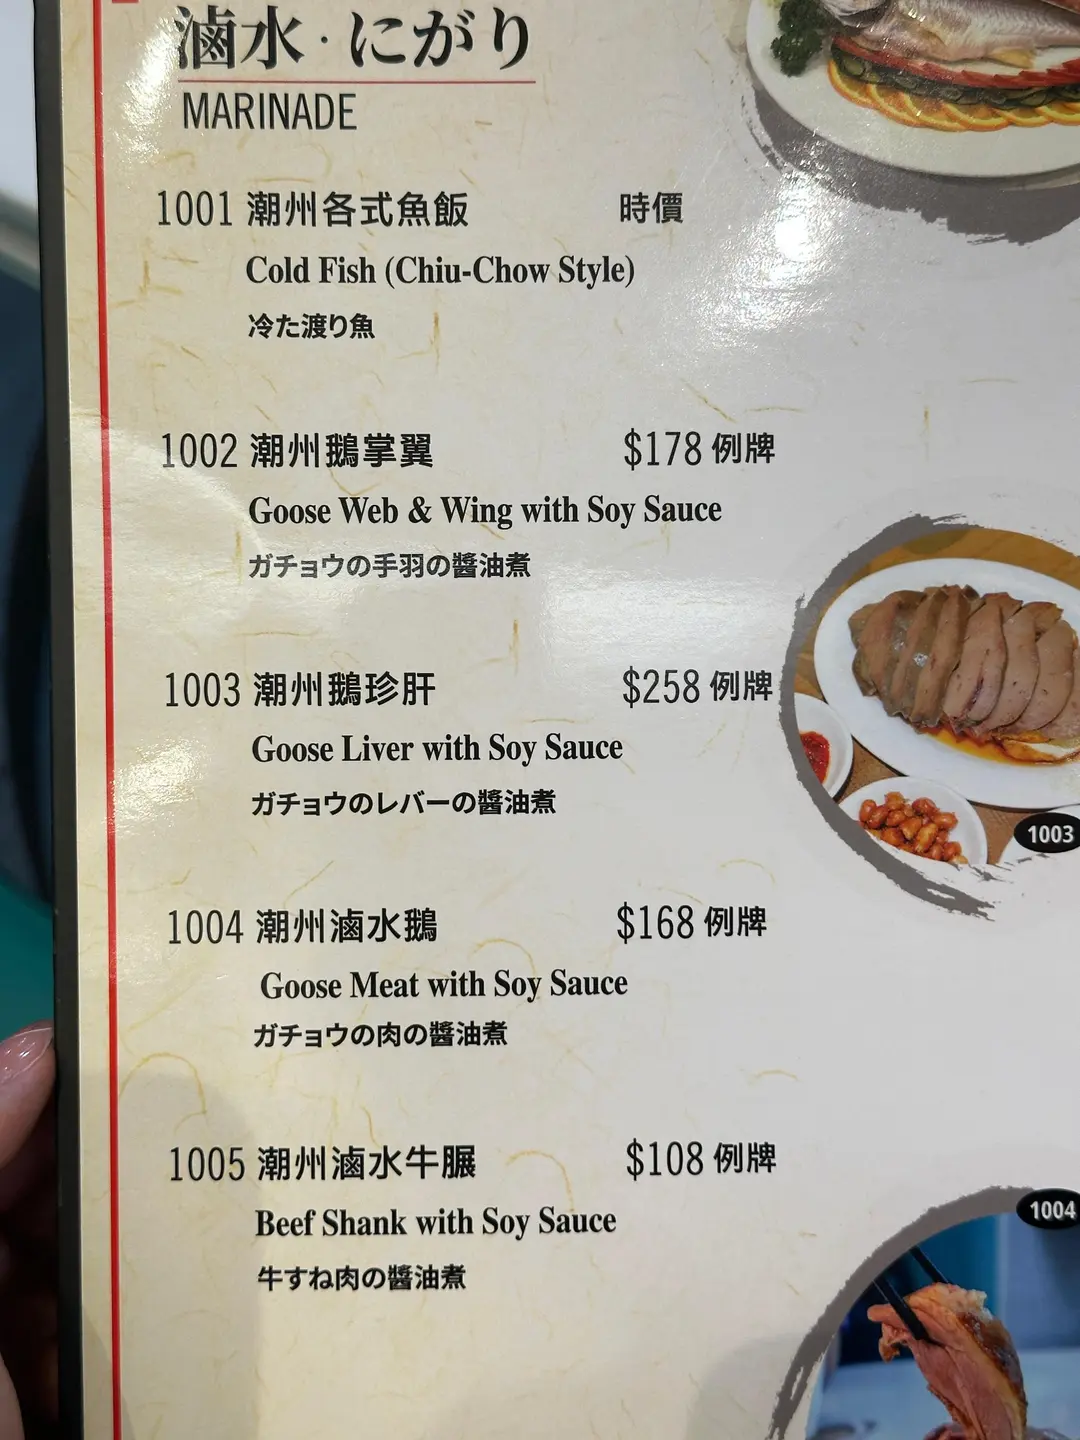 滷水·にがり
MARINADE
1001 潮州各式魚飯 時價
Cold Fish (Chiu-Chow Style)
冷た渡り魚
1002 潮州鵝掌翼 $178 例牌
Goose Web & Wing with Soy Sauce
ガチョウの手羽の醬油煮
1003 潮州鵝珍肝 $258 例牌
Goose Liver with Soy Sauce
ガチョウのレバーの醬油煮
1003
1004 潮州滷水鵝 $168 例牌
Goose Meat with Soy Sauce
ガチョウの肉の醬油煮
1005 潮州滷水牛𦟌 $108 例牌
Beef Shank with Soy Sauce
牛すね肉の醬油煮
1004